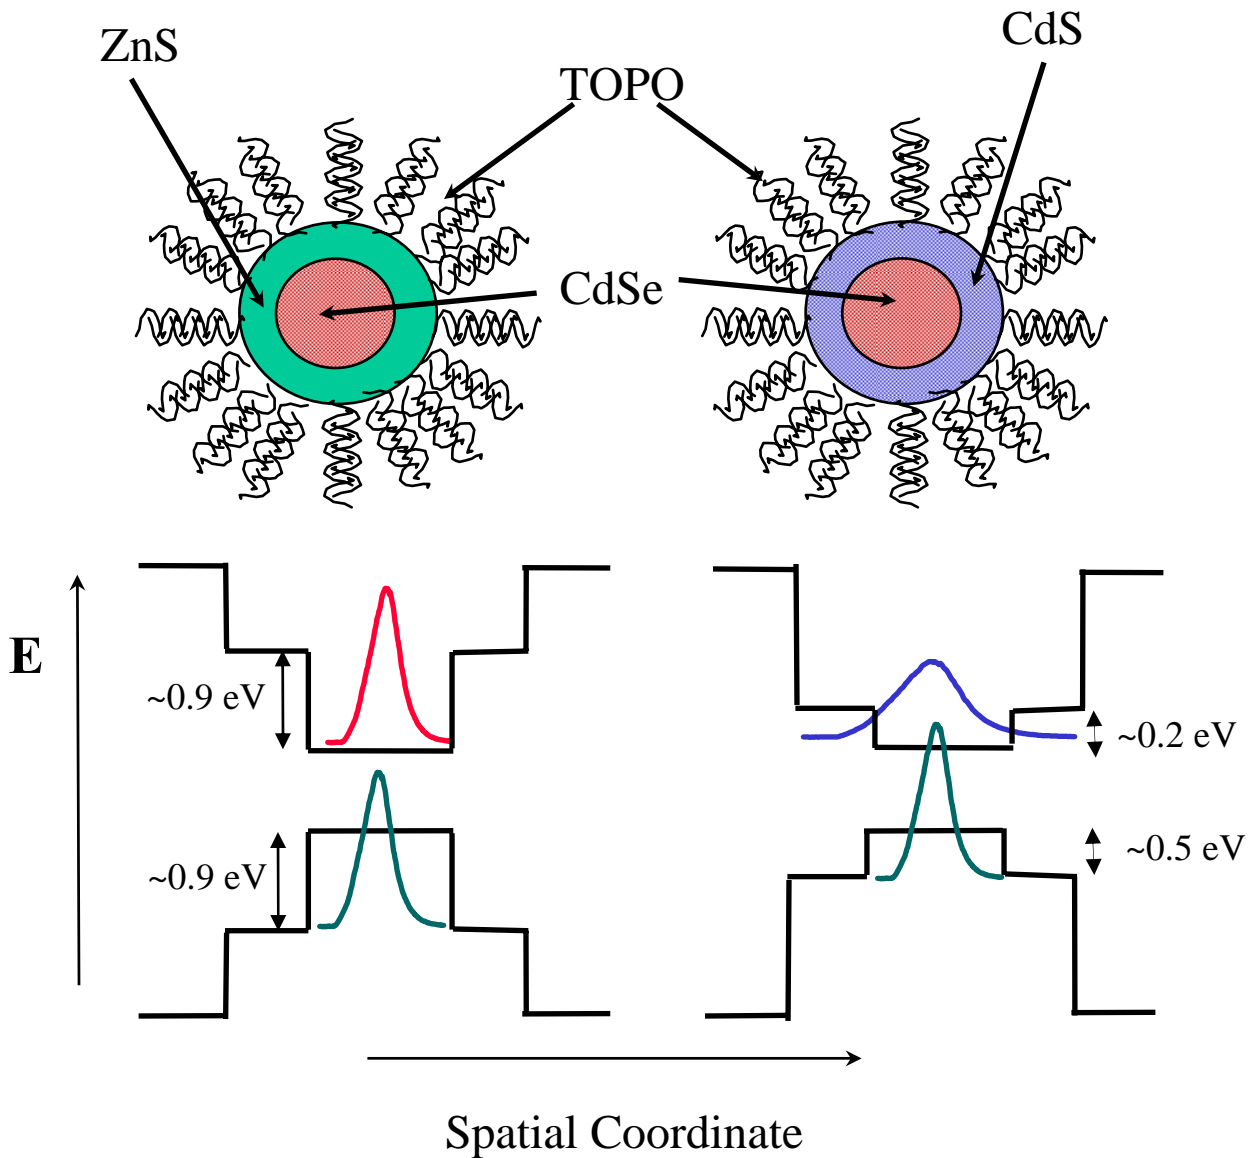 ZnS
CdS
TOPO
CdSe
E
~0.9 eV
~0.2 eV
~0.9 eV
~0.5 eV
Spatial Coordinate